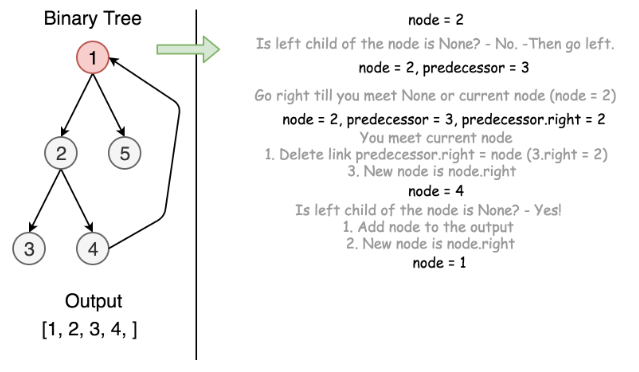 Binary Tree
1
2
5
3
4
Output
[1, 2, 3, 4, ]
node = 2
Is left child of the node is None? - No. -Then go left.
node = 2, predecessor = 3
Go right till you meet None or current node (node = 2)
node = 2, predecessor = 3, predecessor.right = 2
You meet current node
1. Delete link predecessor.right = node (3.right = 2)
3. New node is node.right
node = 4
Is left child of the node is None? - Yes!
1. Add node to the output
2. New node is node.right
node = 1